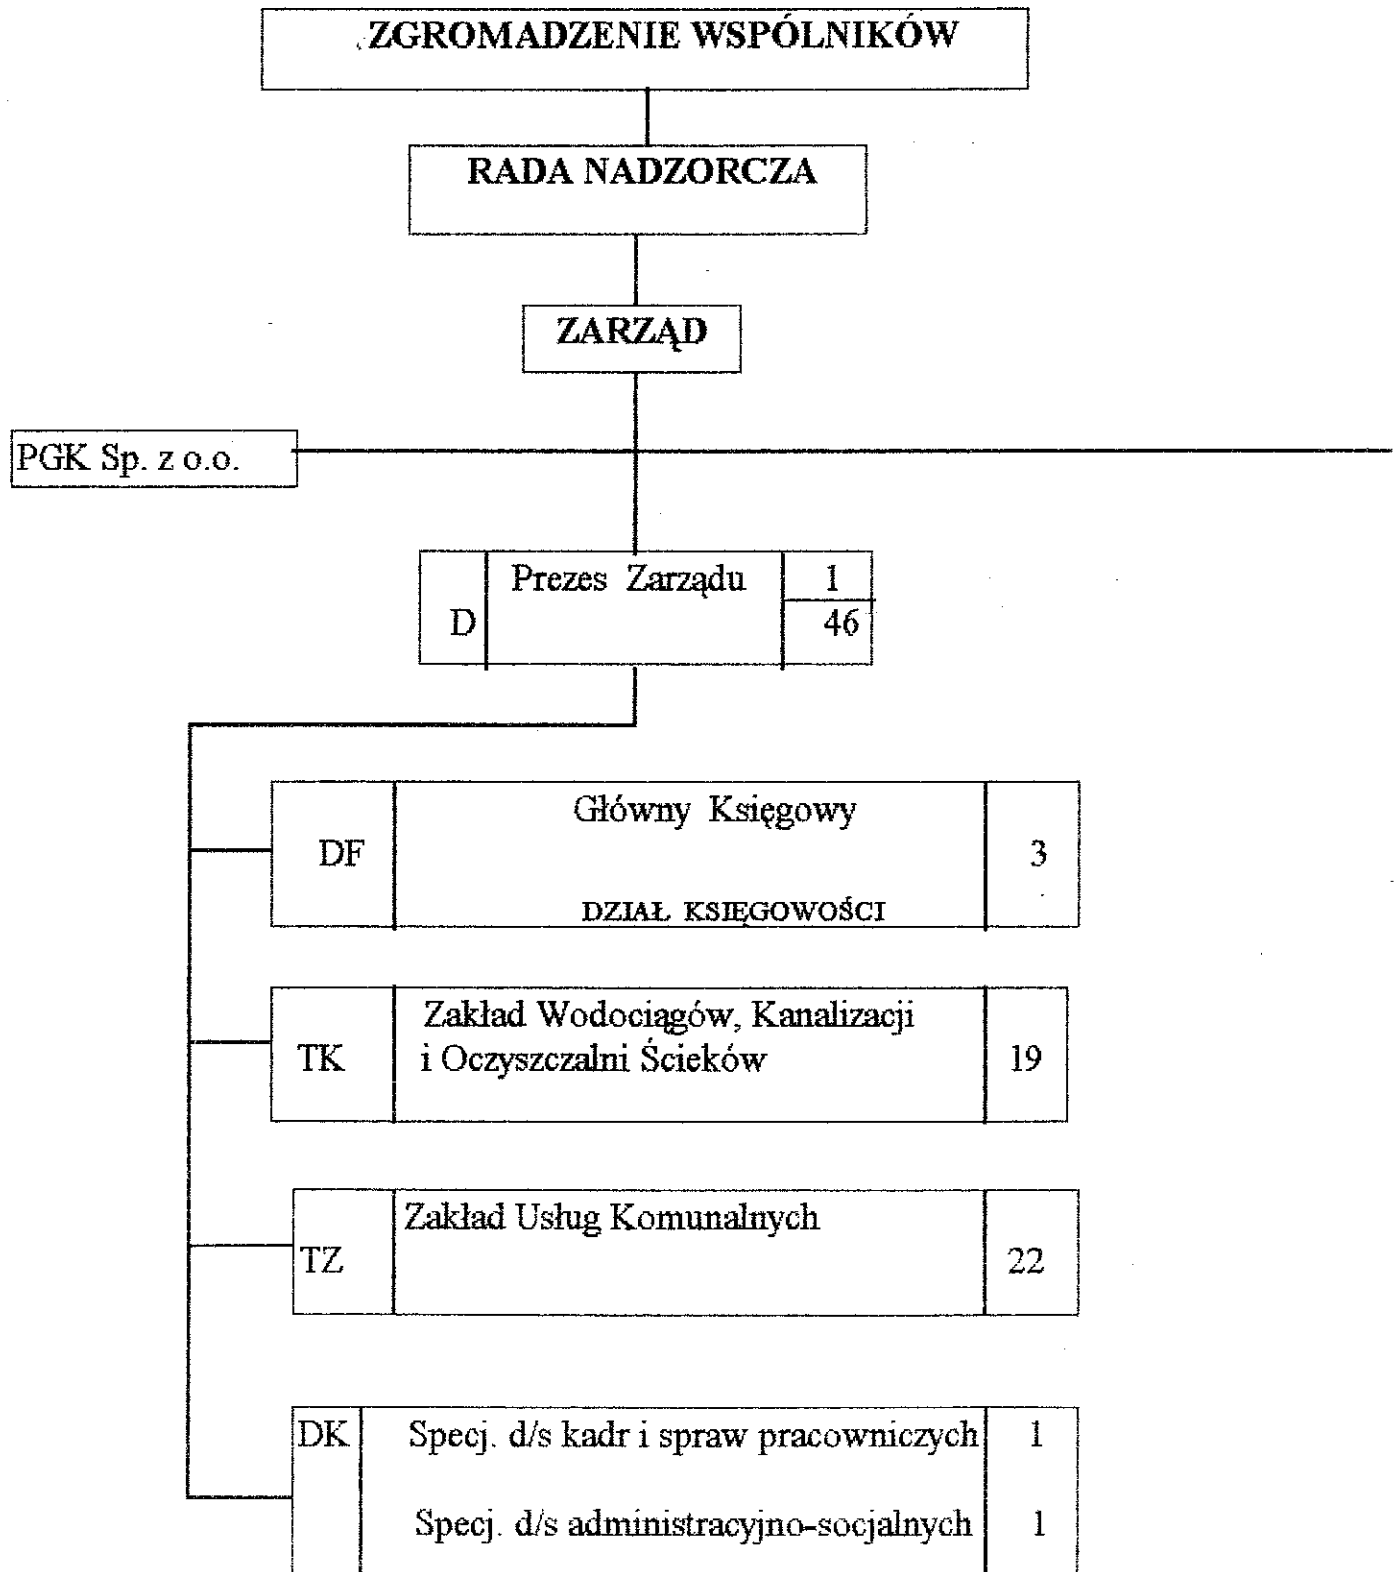 ZGROMADZENIE WSPÓLNIKÓW
RADA NADZORCZA
ZARZĄD
PGK Sp. z o.o.
Prezes Zarządu 1
D 46
Główny Księgowy
DF 3
DZIAŁ KSIĘGOWOŚCI
Zakład Wodociągów, Kanalizacji
TK i Oczyszczalni Ścieków 19
Zakład Usług Komunalnych
TZ 22
DK Specj. d/s kadr i spraw pracowniczych 1
Specj. d/s administracyjno-socjalnych 1